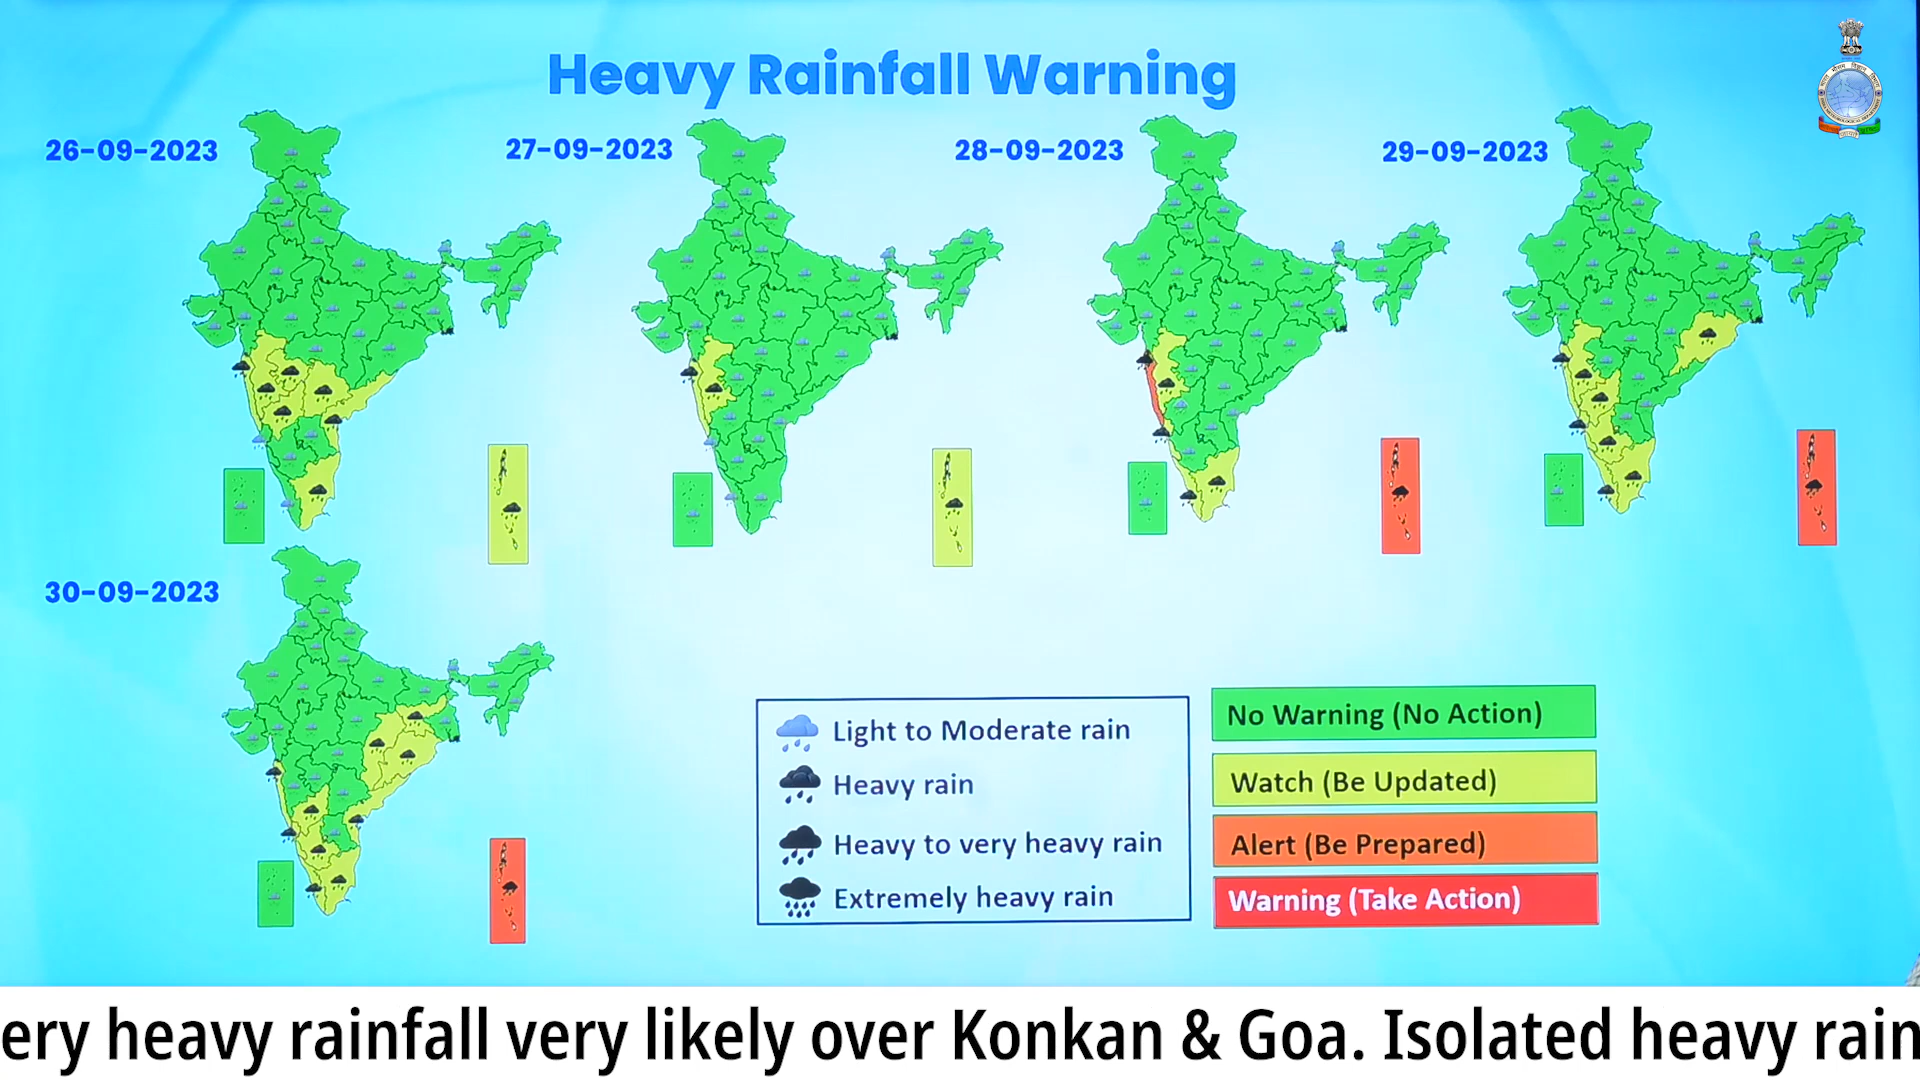 Heavy Rainfall Warning
26-09-2023
27-09-2023
28-09-2023
29-09-2023
30-09-2023
Light to Moderate rain
Heavy rain
Heavy to very heavy rain
Extremely heavy rain
No Warning (No Action)
Watch (Be Updated)
Alert (Be Prepared)
Warning (Take Action)
ery heavy rainfall very likely over Konkan & Goa. Isolated heavy rain